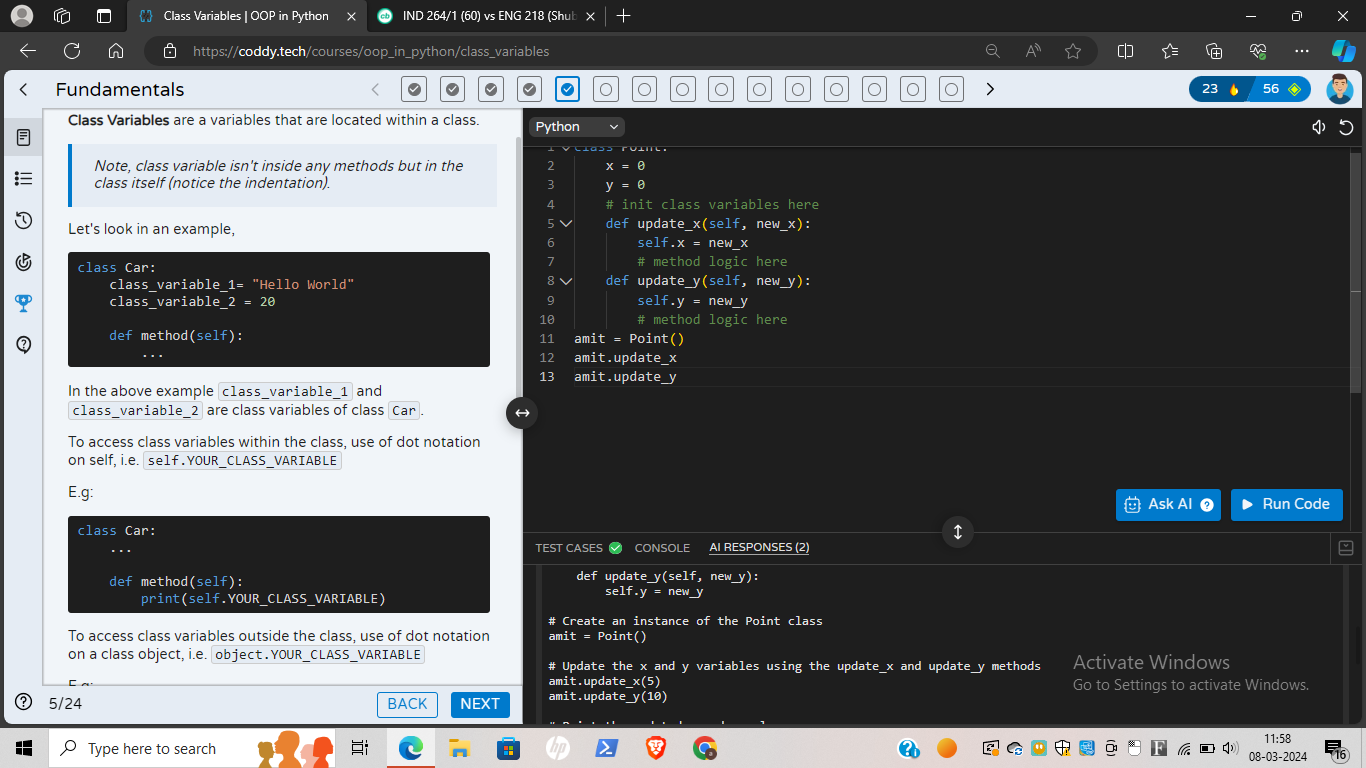 Class Variables | OOP in Python
IND 264/1 (60) vs ENG 218 (Shub
https://coddy.tech/courses/oop_in_python/class_variables
Fundamentals
23
56
Class Variables are a variables that are located within a class.
Note, class variable isn't inside any methods but in the
class itself (notice the indentation).
Let's look in an example,
class Car:
    class_variable_1= "Hello World"
    class_variable_2 = 20
    def method(self):
        ...
In the above example class_variable_1 and
class_variable_2 are class variables of class Car.
To access class variables within the class, use of dot notation
on self, i.e. self.YOUR_CLASS_VARIABLE
E.g:
class Car:
    ...
    def method(self):
        print(self.YOUR_CLASS_VARIABLE)
To access class variables outside the class, use of dot notation
on a class object, i.e. object.YOUR_CLASS_VARIABLE
E.g:
5/24
BACK
NEXT
Python
1 class Point:
2     x = 0
3     y = 0
4     # init class variables here
5     def update_x(self, new_x):
6         self.x = new_x
7         # method logic here
8     def update_y(self, new_y):
9         self.y = new_y
10         # method logic here
11 amit = Point()
12 amit.update_x
13 amit.update_y
Ask AI ?
Run Code
TEST CASES
CONSOLE
AI RESPONSES (2)
    def update_y(self, new_y):
        self.y = new_y
# Create an instance of the Point class
amit = Point()
# Update the x and y variables using the update_x and update_y methods
amit.update_x(5)
amit.update_y(10)
Activate Windows
Go to Settings to activate Windows.
Type here to search
hp
F
11:58
08-03-2024
16